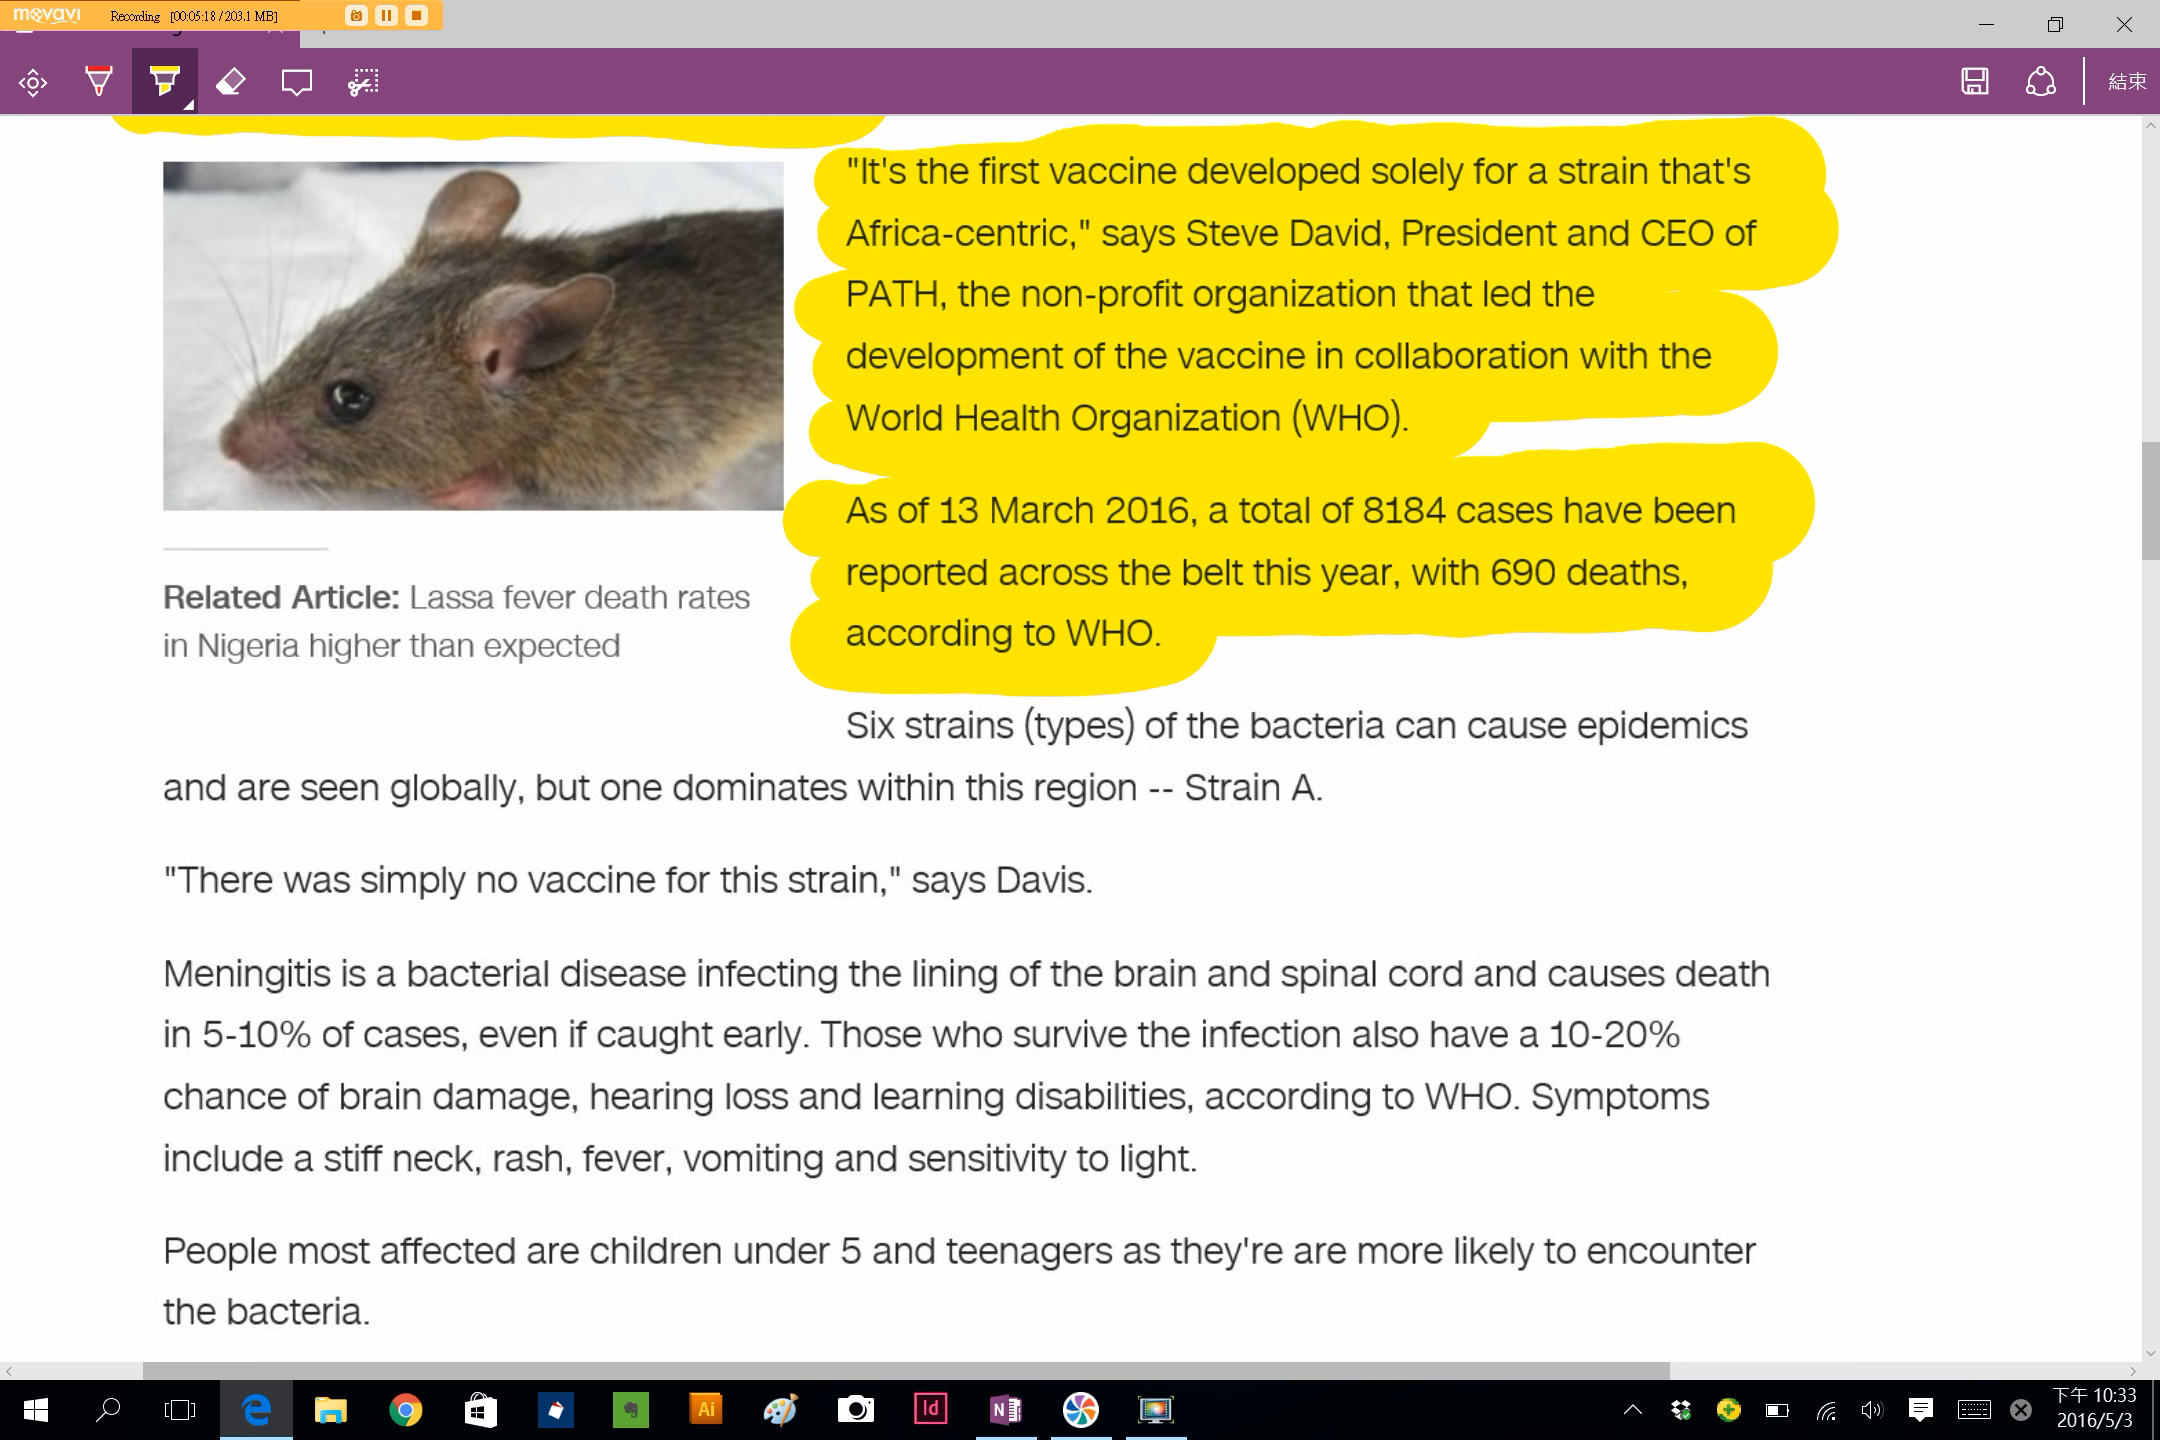 movavi
Recording [00:05:18 / 203.1 MB]
結束
"It's the first vaccine developed solely for a strain that's
Africa-centric," says Steve David, President and CEO of
PATH, the non-profit organization that led the
development of the vaccine in collaboration with the
World Health Organization (WHO).
As of 13 March 2016, a total of 8184 cases have been
reported across the belt this year, with 690 deaths,
according to WHO.
Related Article: Lassa fever death rates
in Nigeria higher than expected
Six strains (types) of the bacteria can cause epidemics
and are seen globally, but one dominates within this region -- Strain A.
"There was simply no vaccine for this strain," says Davis.
Meningitis is a bacterial disease infecting the lining of the brain and spinal cord and causes death
in 5-10% of cases, even if caught early. Those who survive the infection also have a 10-20%
chance of brain damage, hearing loss and learning disabilities, according to WHO. Symptoms
include a stiff neck, rash, fever, vomiting and sensitivity to light.
People most affected are children under 5 and teenagers as they're are more likely to encounter
the bacteria.
Ai
Id
N
下午 10:33
2016/5/3